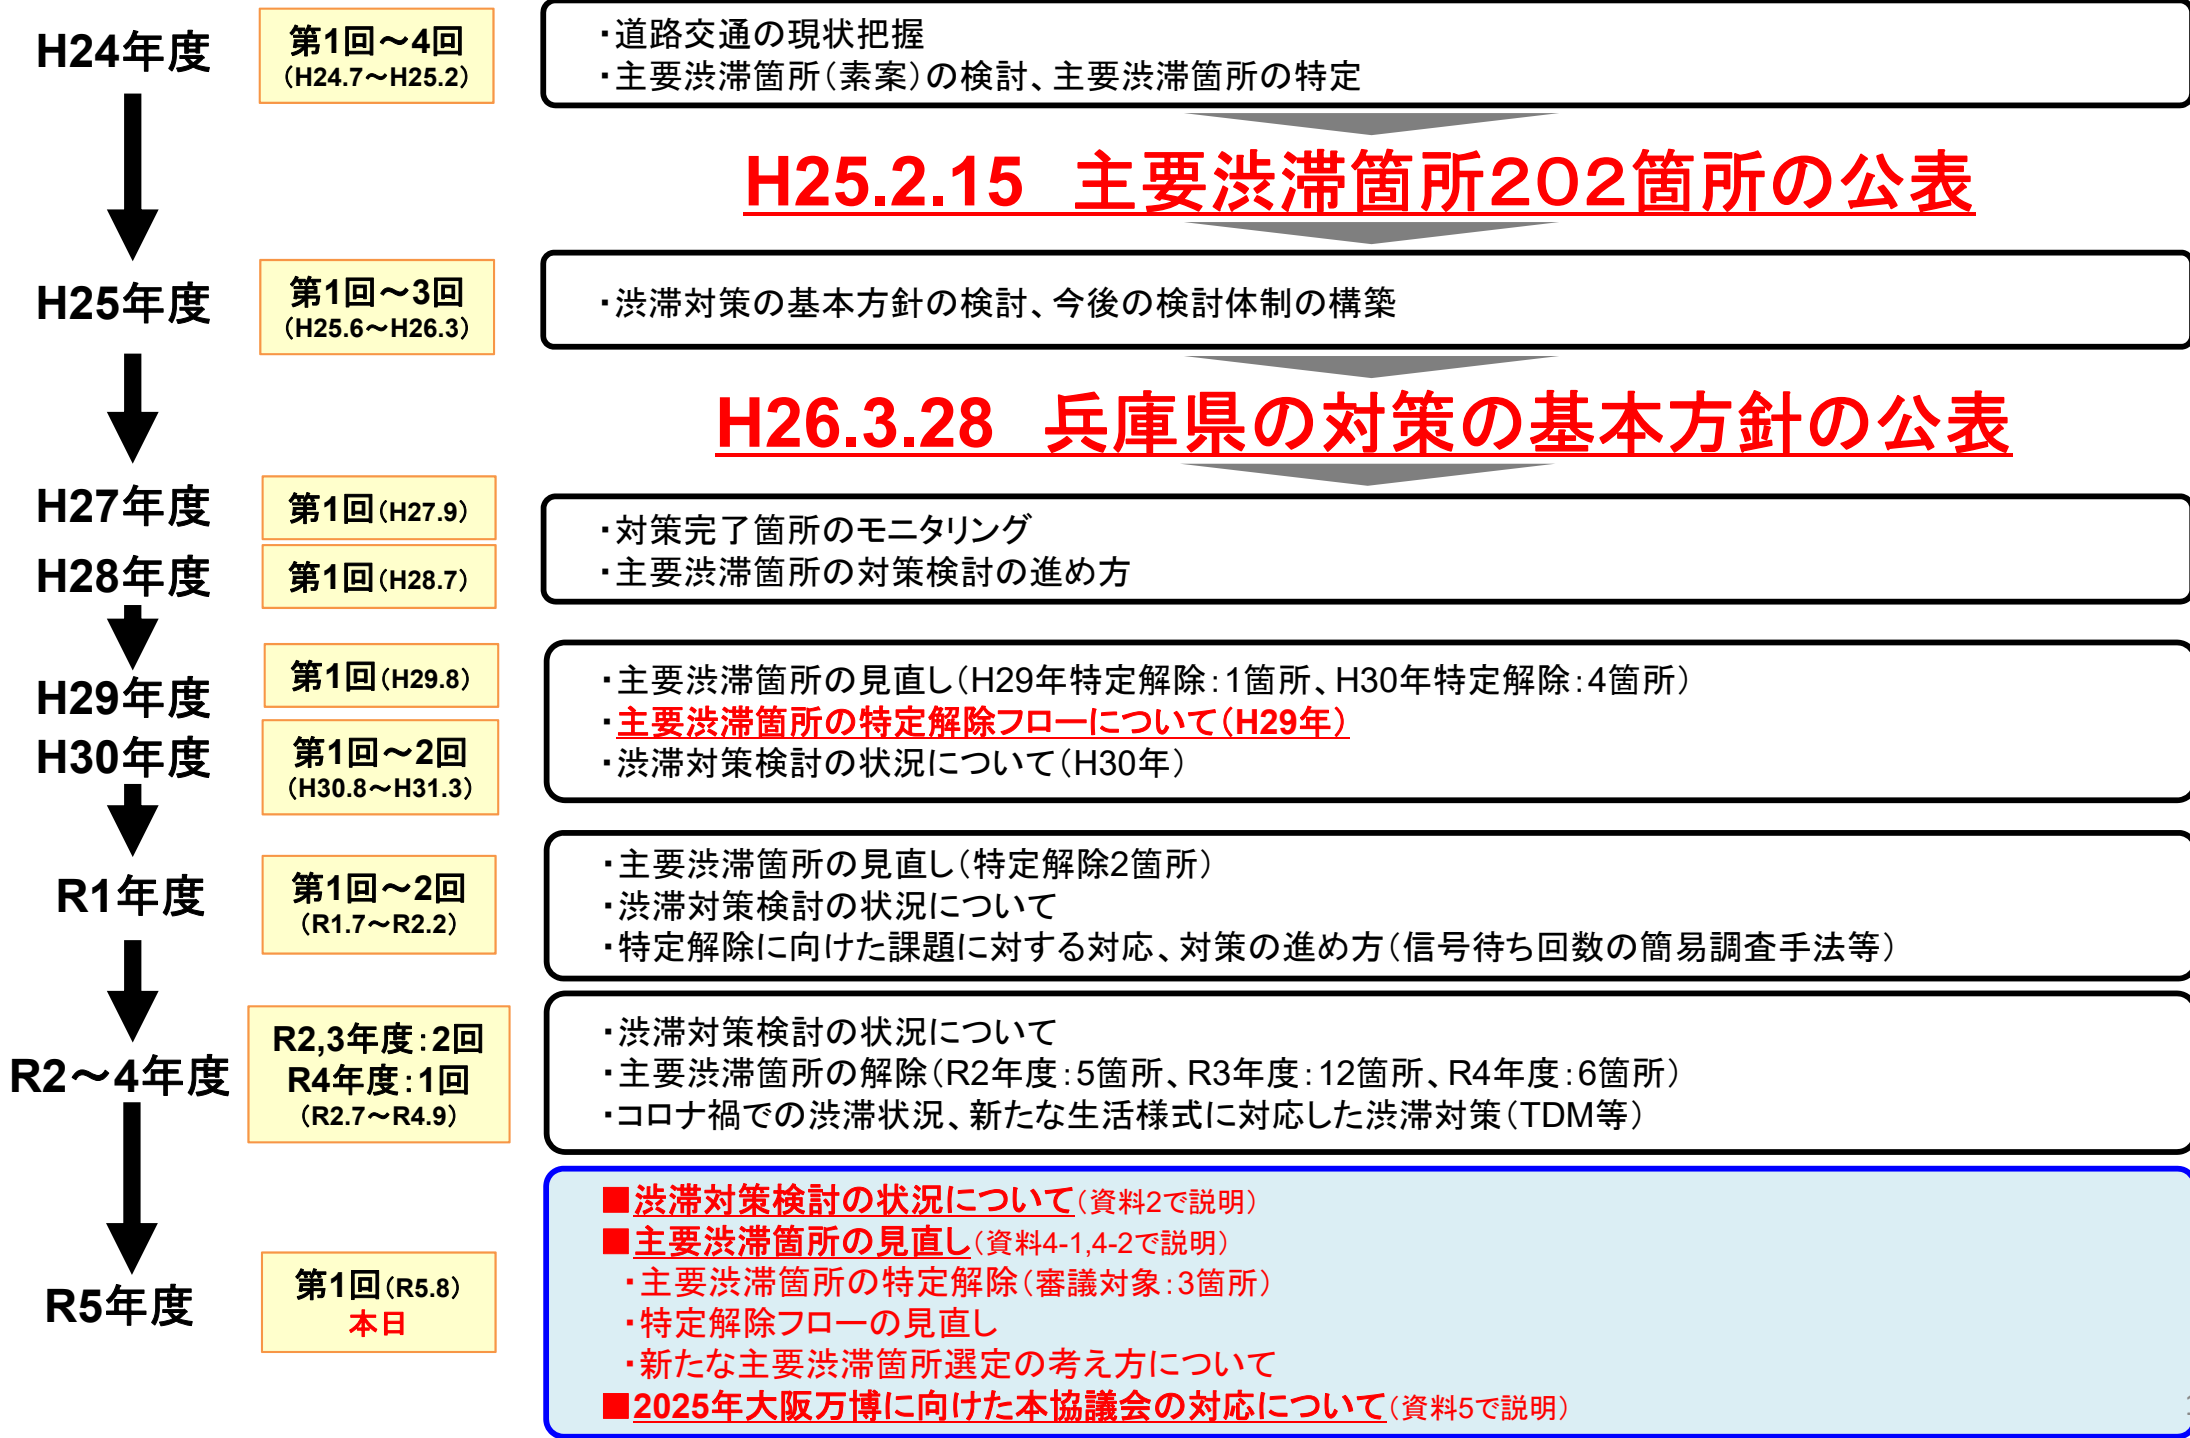 H24年度
第1回～4回
（H24.7～H25.2）
・道路交通の現状把握
・主要渋滞箇所（素案）の検討、主要渋滞箇所の特定
H25.2.15　主要渋滞箇所２０２箇所の公表
H25年度
第1回～3回
（H25.6～H26.3）
・渋滞対策の基本方針の検討、今後の検討体制の構築
H26.3.28　兵庫県の対策の基本方針の公表
H27年度
第1回（H27.9）
H28年度
第1回（H28.7）
・対策完了箇所のモニタリング
・主要渋滞箇所の対策検討の進め方
H29年度
第1回（H29.8）
H30年度
第1回～2回
（H30.8～H31.3）
・主要渋滞箇所の見直し（H29年特定解除：1箇所、H30年特定解除：4箇所）
・主要渋滞箇所の特定解除フローについて（H29年）
・渋滞対策検討の状況について（H30年）
R1年度
第1回～2回
（R1.7～R2.2）
・主要渋滞箇所の見直し（特定解除2箇所）
・渋滞対策検討の状況について
・特定解除に向けた課題に対する対応、対策の進め方（信号待ち回数の簡易調査手法等）
R2～4年度
R2,3年度：2回
R4年度：1回
（R2.7～R4.9）
・渋滞対策検討の状況について
・主要渋滞箇所の解除（R2年度：5箇所、R3年度：12箇所、R4年度：6箇所）
・コロナ禍での渋滞状況、新たな生活様式に対応した渋滞対策（TDM等）
R5年度
第1回（R5.8）
本日
■渋滞対策検討の状況について（資料2で説明）
■主要渋滞箇所の見直し（資料4-1,4-2で説明）
・主要渋滞箇所の特定解除（審議対象：3箇所）
・特定解除フローの見直し
・新たな主要渋滞箇所選定の考え方について
■2025年大阪万博に向けた本協議会の対応について（資料5で説明）